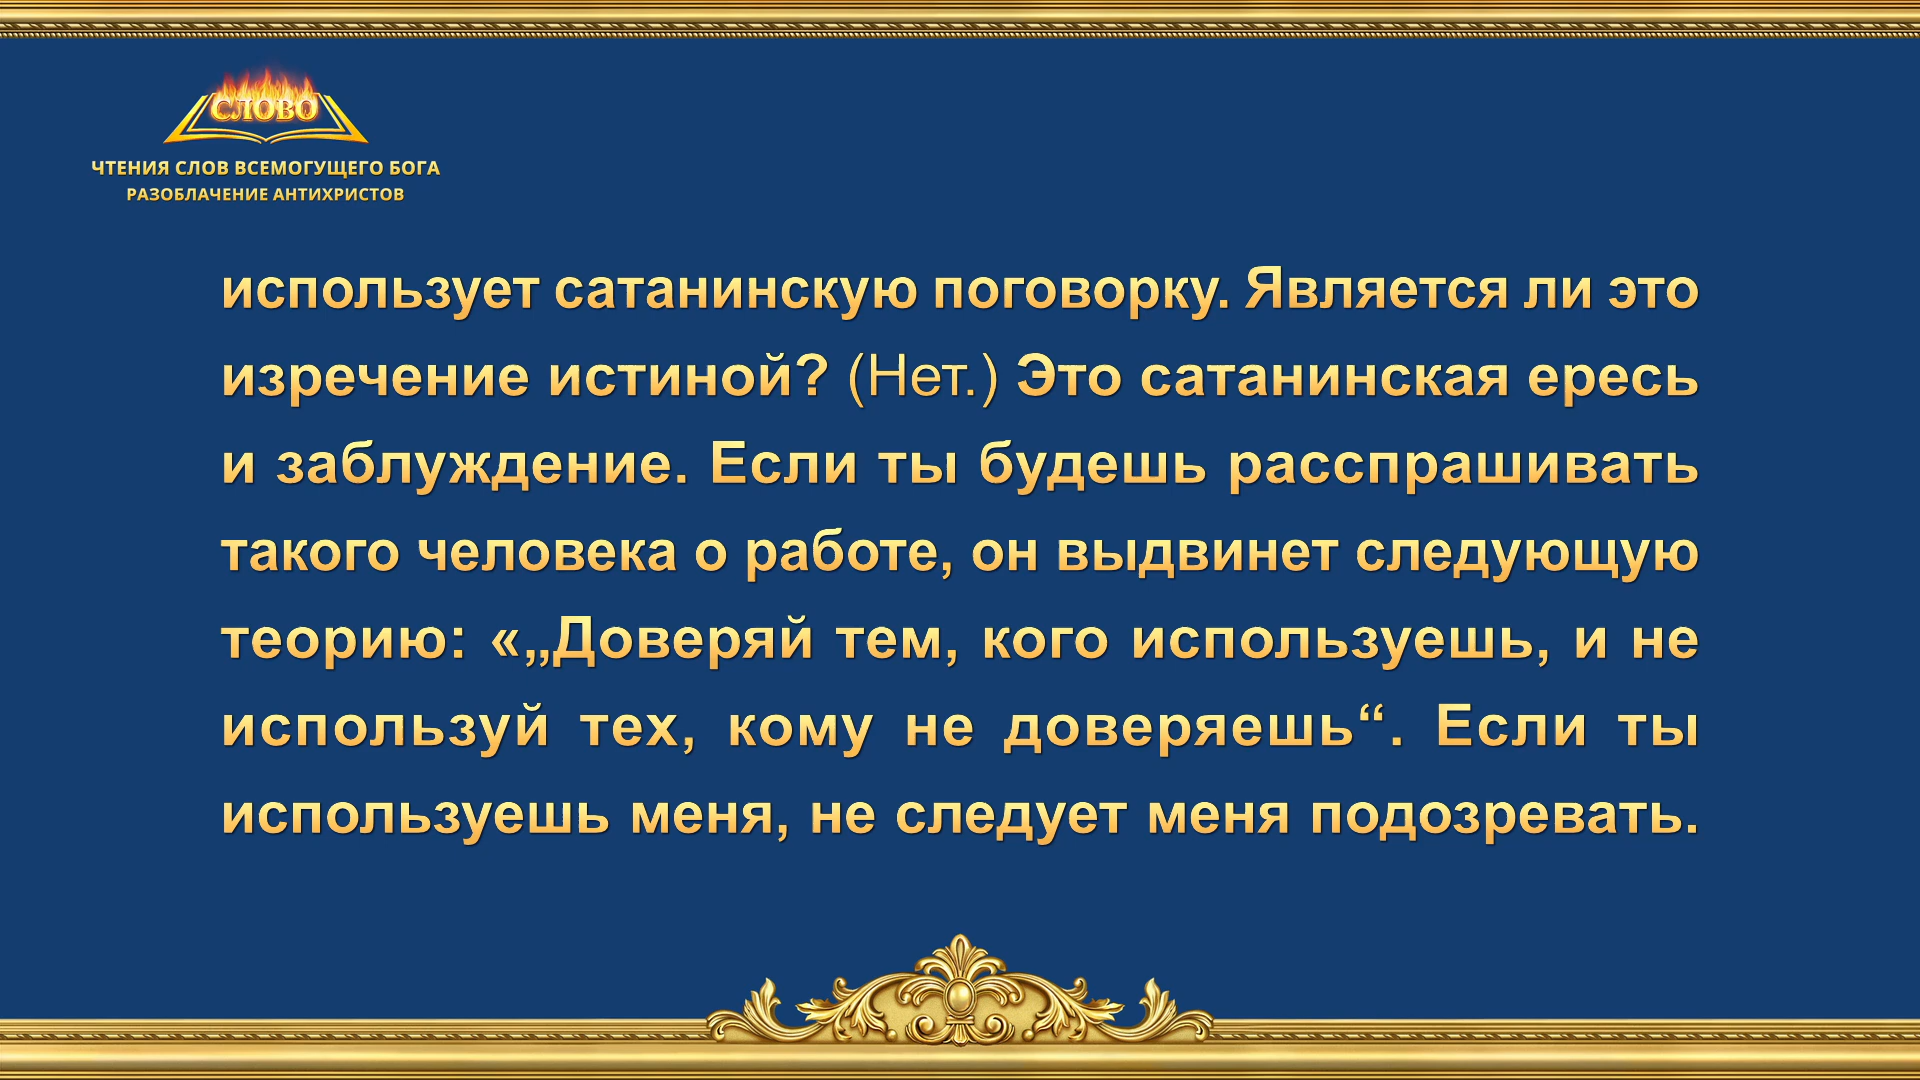 СЛОВО
ЧТЕНИЯ СЛОВ ВСЕМОГУЩЕГО БОГА
РАЗОБЛАЧЕНИЕ АНТИХРИСТОВ
использует сатанинскую поговорку. Является ли это
изречение истиной? (Нет.) Это сатанинская ересь
и заблуждение. Если ты будешь расспрашивать
такого человека о работе, он выдвинет следующую
теорию: «„Доверяй тем, кого используешь, и не
используй тех, кому не доверяешь“. Если ты
используешь меня, не следует меня подозревать.